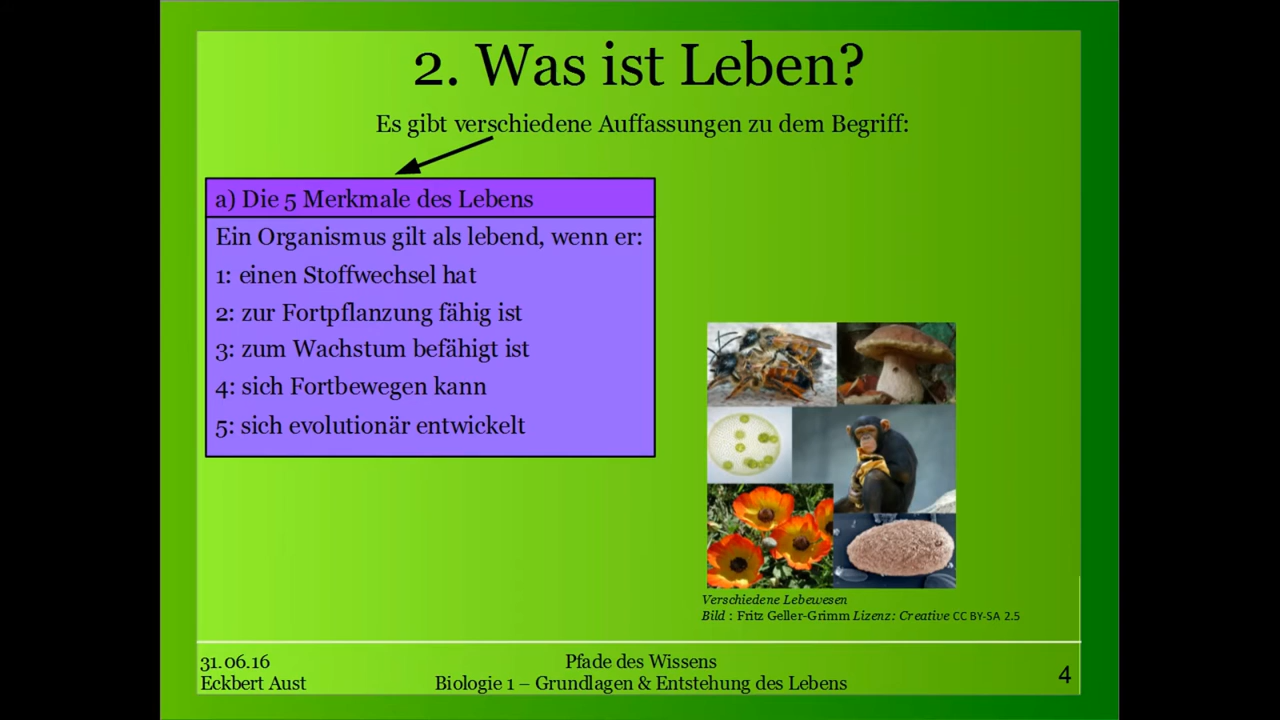 2. Was ist Leben?
Es gibt verschiedene Auffassungen zu dem Begriff:
a) Die 5 Merkmale des Lebens
Ein Organismus gilt als lebend, wenn er:
1: einen Stoffwechsel hat
2: zur Fortpflanzung fähig ist
3: zum Wachstum befähigt ist
4: sich Fortbewegen kann
5: sich evolutionär entwickelt
Verschiedene Lebewesen
Bild : Fritz Geller-Grimm Lizenz: Creative CC BY-SA 2.5
31.06.16
Eckbert Aust
Pfade des Wissens
Biologie 1 – Grundlagen & Entstehung des Lebens
4